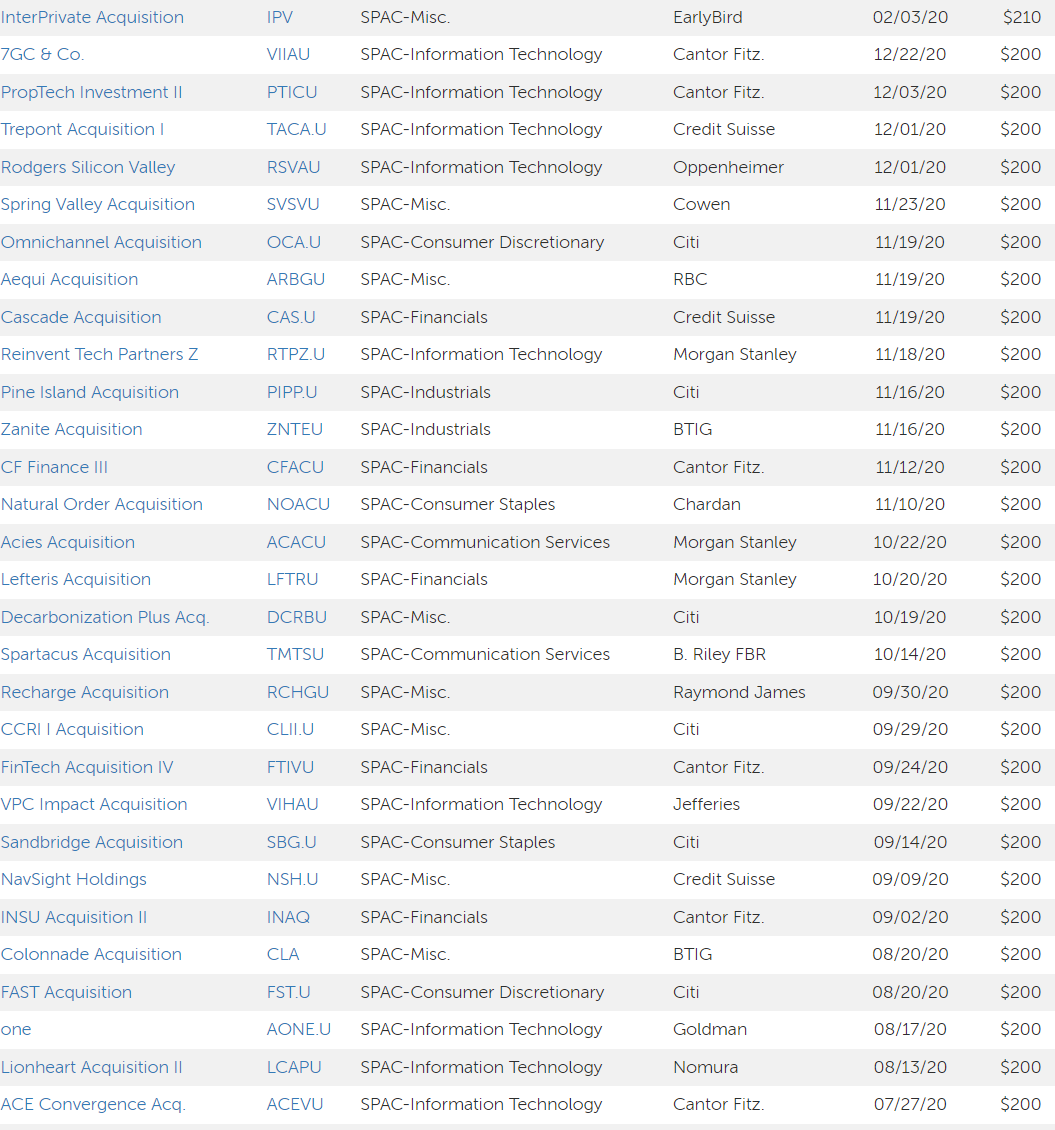 InterPrivate Acquisition IPV SPAC-Misc. EarlyBird 02/03/20 $210
7GC & Co. VIIAU SPAC-Information Technology Cantor Fitz. 12/22/20 $200
PropTech Investment II PTICU SPAC-Information Technology Cantor Fitz. 12/03/20 $200
Trepont Acquisition I TACA.U SPAC-Information Technology Credit Suisse 12/01/20 $200
Rodgers Silicon Valley RSVAU SPAC-Information Technology Oppenheimer 12/01/20 $200
Spring Valley Acquisition SVSVU SPAC-Misc. Cowen 11/23/20 $200
Omnichannel Acquisition OCA.U SPAC-Consumer Discretionary Citi 11/19/20 $200
Aequi Acquisition ARBGU SPAC-Misc. RBC 11/19/20 $200
Cascade Acquisition CAS.U SPAC-Financials Credit Suisse 11/19/20 $200
Reinvent Tech Partners Z RTPZ.U SPAC-Information Technology Morgan Stanley 11/18/20 $200
Pine Island Acquisition PIPP.U SPAC-Industrials Citi 11/16/20 $200
Zanite Acquisition ZNTEU SPAC-Industrials BTIG 11/16/20 $200
CF Finance III CFACU SPAC-Financials Cantor Fitz. 11/12/20 $200
Natural Order Acquisition NOACU SPAC-Consumer Staples Chardan 11/10/20 $200
Acies Acquisition ACACU SPAC-Communication Services Morgan Stanley 10/22/20 $200
Lefteris Acquisition LFTRU SPAC-Financials Morgan Stanley 10/20/20 $200
Decarbonization Plus Acq. DCRBU SPAC-Misc. Citi 10/19/20 $200
Spartacus Acquisition TMTSU SPAC-Communication Services B. Riley FBR 10/14/20 $200
Recharge Acquisition RCHGU SPAC-Misc. Raymond James 09/30/20 $200
CCRI I Acquisition CLII.U SPAC-Misc. Citi 09/29/20 $200
FinTech Acquisition IV FTIVU SPAC-Financials Cantor Fitz. 09/24/20 $200
VPC Impact Acquisition VIHAU SPAC-Information Technology Jefferies 09/22/20 $200
Sandbridge Acquisition SBG.U SPAC-Consumer Staples Citi 09/14/20 $200
NavSight Holdings NSH.U SPAC-Misc. Credit Suisse 09/09/20 $200
INSU Acquisition II INAQ SPAC-Financials Cantor Fitz. 09/02/20 $200
Colonnade Acquisition CLA SPAC-Misc. BTIG 08/20/20 $200
FAST Acquisition FST.U SPAC-Consumer Discretionary Citi 08/20/20 $200
one AONE.U SPAC-Information Technology Goldman 08/17/20 $200
Lionheart Acquisition II LCAPU SPAC-Information Technology Nomura 08/13/20 $200
ACE Convergence Acq. ACEVU SPAC-Information Technology Cantor Fitz. 07/27/20 $200